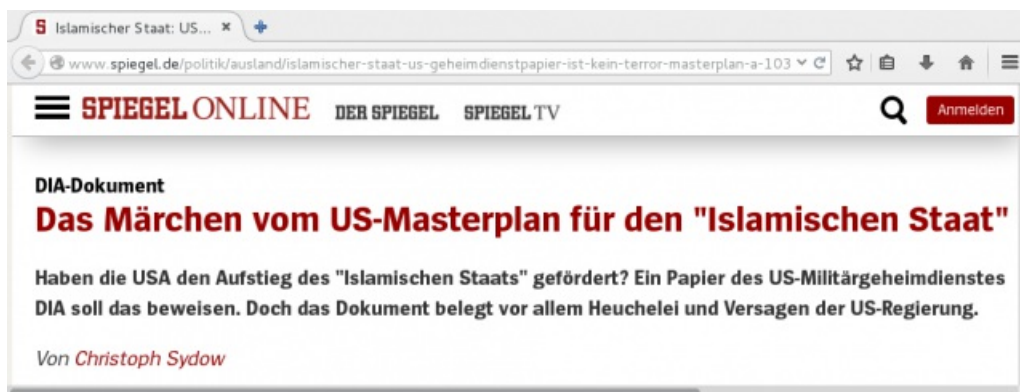 S Islamischer Staat: US... ×
www.spiegel.de/politik/ausland/islamischer-staat-us-geheimdienstpapier-ist-kein-terror-masterplan-a-103
SPIEGEL ONLINE DER SPIEGEL SPIEGEL TV Anmelden
DIA-Dokument
Das Märchen vom US-Masterplan für den "Islamischen Staat"
Haben die USA den Aufstieg des "Islamischen Staats" gefördert? Ein Papier des US-Militärgeheimdienstes
DIA soll das beweisen. Doch das Dokument belegt vor allem Heuchelei und Versagen der US-Regierung.
Von Christoph Sydow